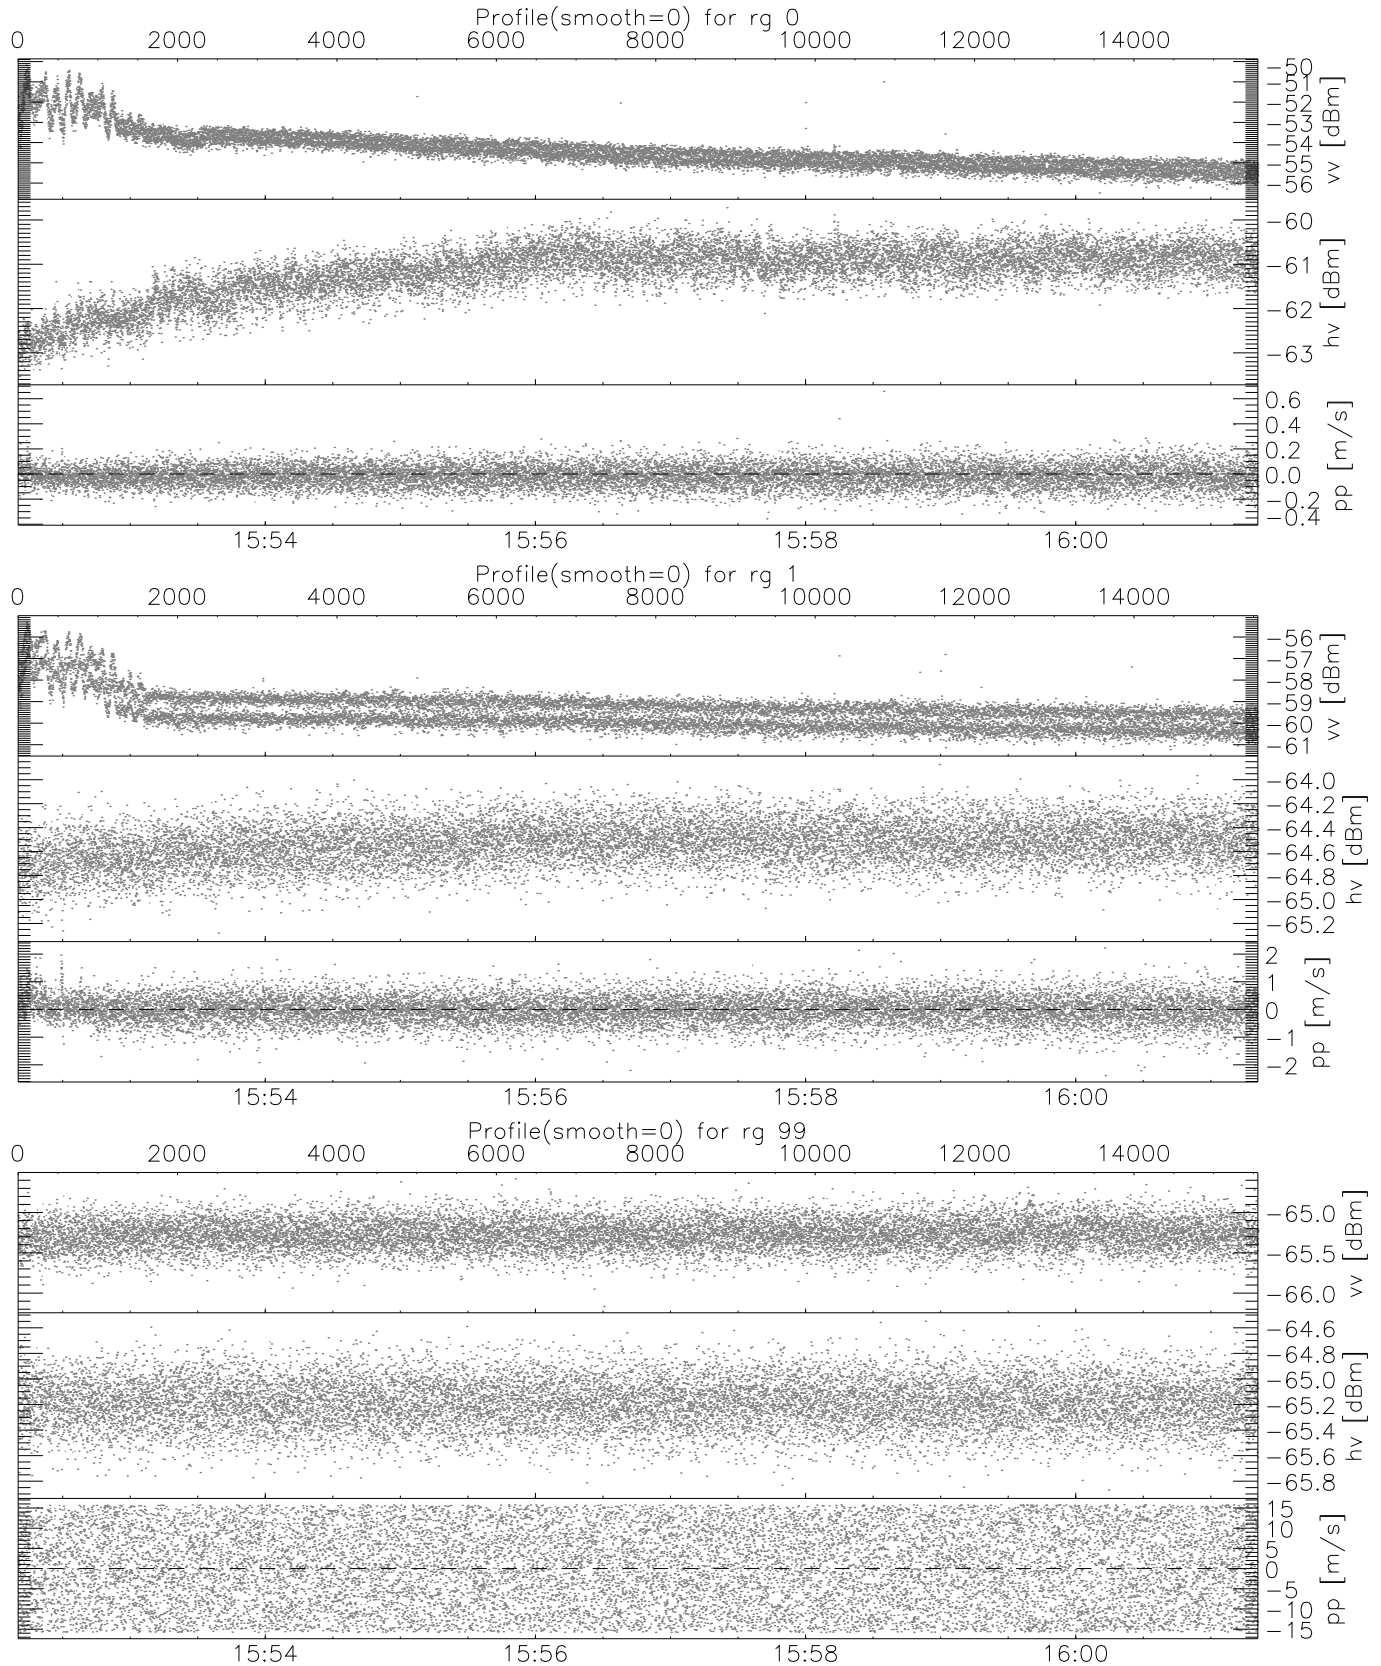 Profile(smooth=0) for rg 0
0 2000 4000 6000 8000 10000 12000 14000
-50
-51
-52
-53
-54
-55
-56
vv [dBm]
-60
-61
-62
-63
hv [dBm]
0.6
0.4
0.2
0.0
-0.2
-0.4
pp [m/s]
15:54 15:56 15:58 16:00
Profile(smooth=0) for rg 1
0 2000 4000 6000 8000 10000 12000 14000
-56
-57
-58
-59
-60
-61
vv [dBm]
-64.0
-64.2
-64.4
-64.6
-64.8
-65.0
-65.2
hv [dBm]
2
1
0
-1
-2
pp [m/s]
15:54 15:56 15:58 16:00
Profile(smooth=0) for rg 99
0 2000 4000 6000 8000 10000 12000 14000
-65.0
-65.5
-66.0
vv [dBm]
-64.6
-64.8
-65.0
-65.2
-65.4
-65.6
-65.8
hv [dBm]
15
10
5
0
-5
-10
-15
pp [m/s]
15:54 15:56 15:58 16:00